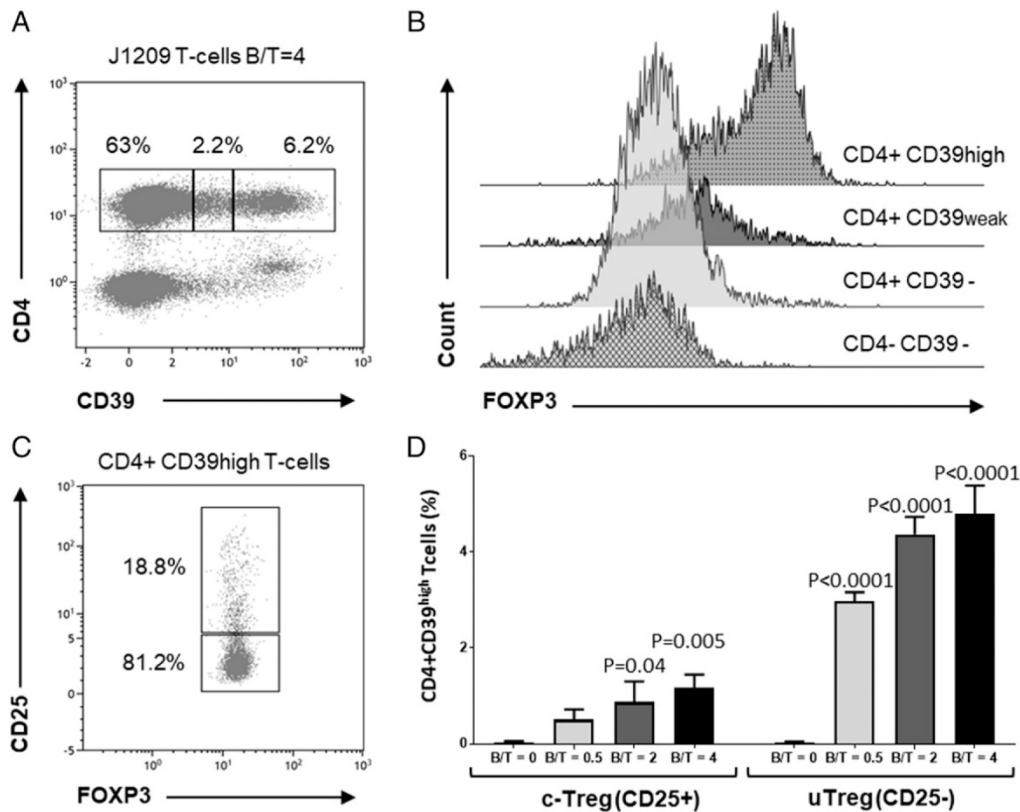 A
J1209 T-cells B/T=4
CD4
10³
10²
10¹
10⁰
63%
2.2%
6.2%
-2
0
2
10¹
10²
10³
CD39
B
Count
CD4+ CD39high
CD4+ CD39weak
CD4+ CD39 -
CD4- CD39 -
FOXP3
C
CD4+ CD39high T-cells
CD25
10³
10²
10¹
5
0
-5
18.8%
81.2%
10⁰
10¹
10²
10³
FOXP3
D
CD4+CD39high Tcells (%)
6
4
2
0
P=0.04
P=0.005
P<0.0001
P<0.0001
P<0.0001
B/T = 0
B/T = 0.5
B/T = 2
B/T = 4
B/T = 0
B/T = 0.5
B/T = 2
B/T = 4
c-Treg(CD25+)
uTreg(CD25-)